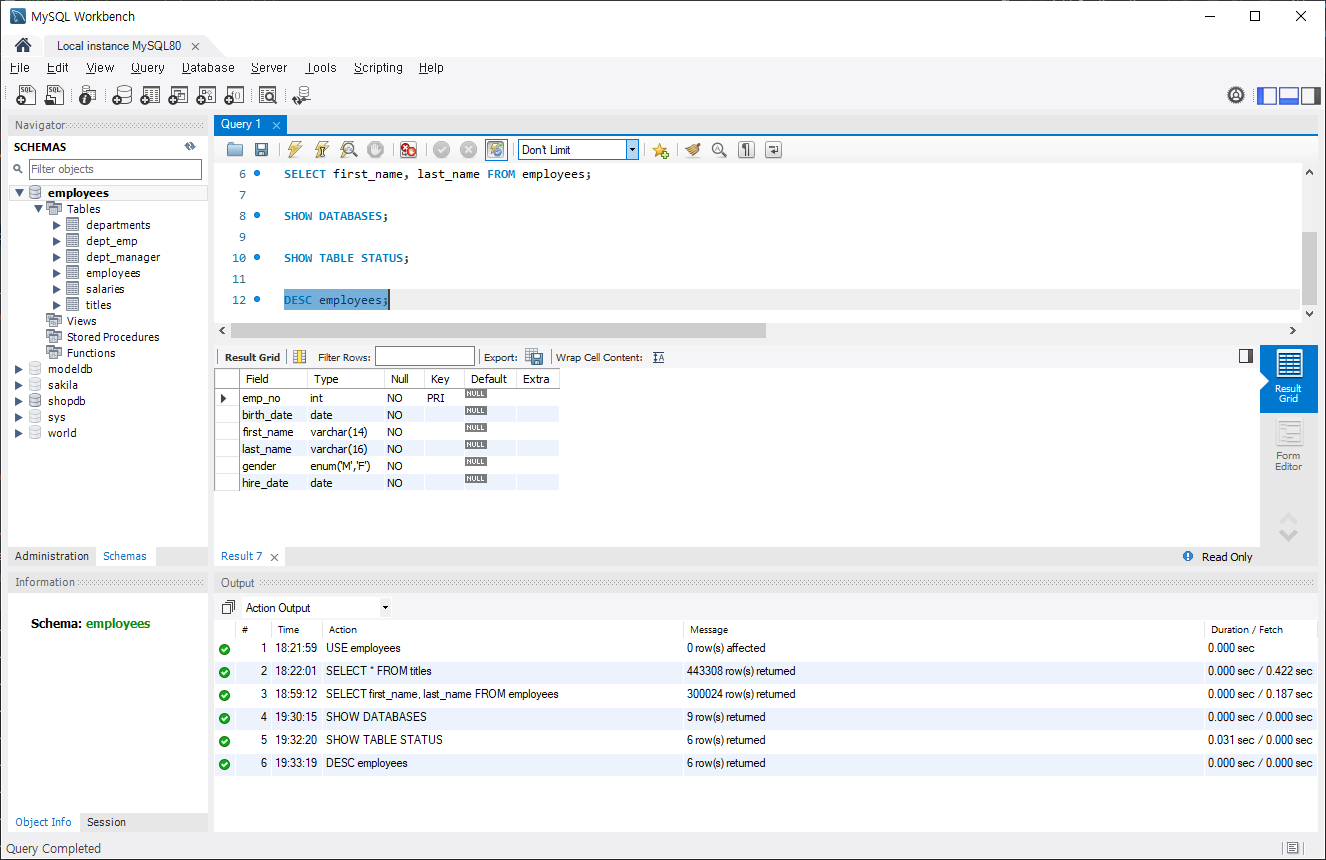 MySQL Workbench
Local instance MySQL80
File Edit View Query Database Server Tools Scripting Help
Navigator
SCHEMAS
Filter objects
employees
Tables
departments
dept_emp
dept_manager
employees
salaries
titles
Views
Stored Procedures
Functions
modeldb
sakila
shopdb
sys
world
Administration Schemas
Information
Schema: employees
Object Info Session
Query 1
Don't Limit
6 SELECT first_name, last_name FROM employees;
7
8 SHOW DATABASES;
9
10 SHOW TABLE STATUS;
11
12 DESC employees;
Result Grid Filter Rows: Export: Wrap Cell Content:
Field Type Null Key Default Extra
emp_no int NO PRI NULL
birth_date date NO NULL
first_name varchar(14) NO NULL
last_name varchar(16) NO NULL
gender enum('M','F') NO NULL
hire_date date NO NULL
Result
Grid
Form
Editor
Result 7
Read Only
Output
Action Output
# Time Action Message Duration / Fetch
1 18:21:59 USE employees 0 row(s) affected 0.000 sec
2 18:22:01 SELECT * FROM titles 443308 row(s) returned 0.000 sec / 0.422 sec
3 18:59:12 SELECT first_name, last_name FROM employees 300024 row(s) returned 0.000 sec / 0.187 sec
4 19:30:15 SHOW DATABASES 9 row(s) returned 0.000 sec / 0.000 sec
5 19:32:20 SHOW TABLE STATUS 6 row(s) returned 0.031 sec / 0.000 sec
6 19:33:19 DESC employees 6 row(s) returned 0.000 sec / 0.000 sec
Query Completed